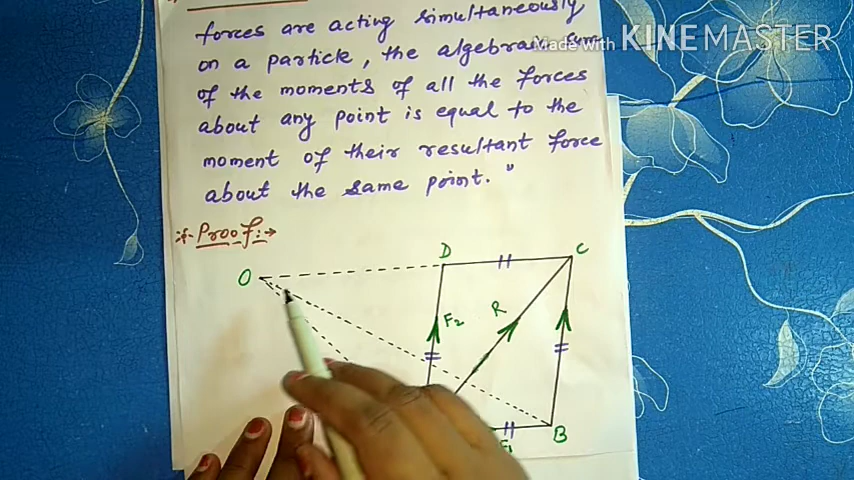 forces are acting simultaneously
on a particle, the algebraic sum
of the moments of all the forces
about any point is equal to the
moment of their resultant force
about the same point."
Proof:→
O
D
C
F₂
R
F₁
B
Made with KINEMASTER